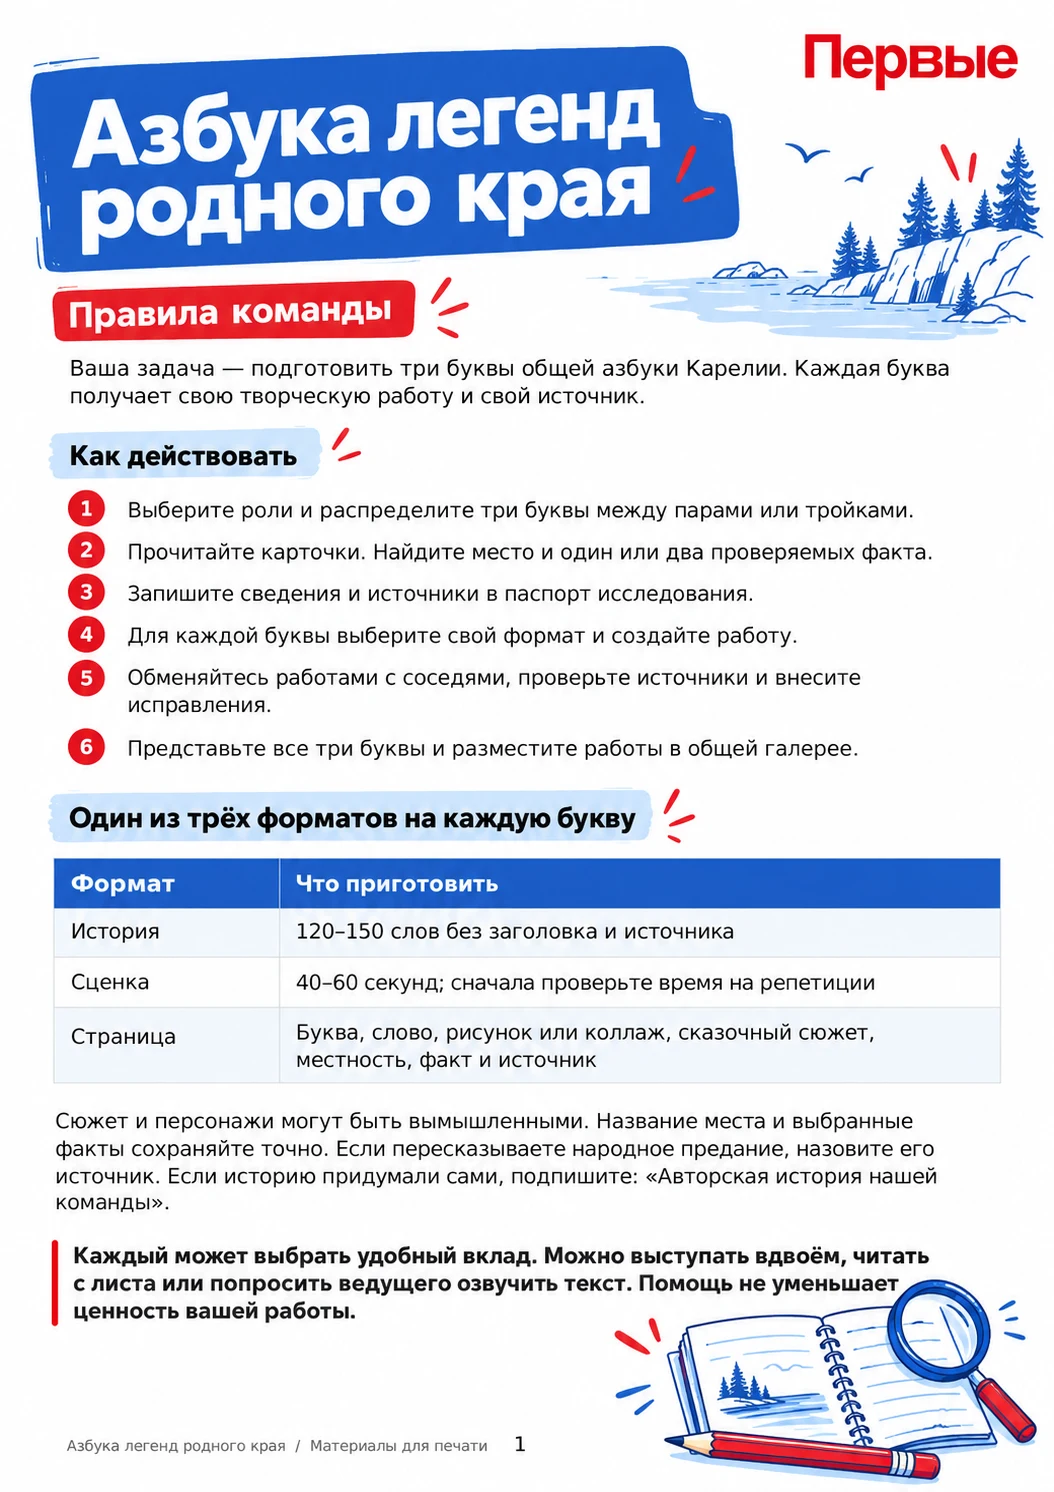 Первые
Азбука легенд
родного края
Правила команды
Ваша задача — подготовить три буквы общей азбуки Карелии. Каждая буква
получает свою творческую работу и свой источник.
Как действовать
1 Выберите роли и распределите три буквы между парами или тройками.
2 Прочитайте карточки. Найдите место и один или два проверяемых факта.
3 Запишите сведения и источники в паспорт исследования.
4 Для каждой буквы выберите свой формат и создайте работу.
5 Обменяйтесь работами с соседями, проверьте источники и внесите
исправления.
6 Представьте все три буквы и разместите работы в общей галерее.
Один из трёх форматов на каждую букву
Формат Что приготовить
История 120–150 слов без заголовка и источника
Сценка 40–60 секунд; сначала проверьте время на репетиции
Страница Буква, слово, рисунок или коллаж, сказочный сюжет,
местность, факт и источник
Сюжет и персонажи могут быть вымышленными. Название места и выбранные
факты сохраняйте точно. Если пересказываете народное предание, назовите его
источник. Если историю придумали сами, подпишите: «Авторская история нашей
команды».
Каждый может выбрать удобный вклад. Можно выступать вдвоём, читать
с листа или попросить ведущего озвучить текст. Помощь не уменьшает
ценность вашей работы.
Азбука легенд родного края / Материалы для печати 1